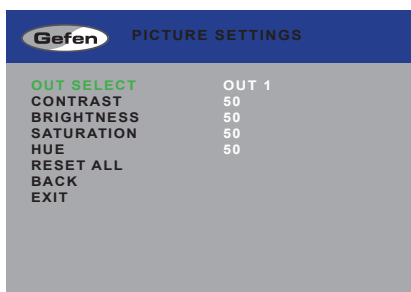 Gefen PICTURE SETTINGS
OUT SELECT OUT 1
CONTRAST 50
BRIGHTNESS 50
SATURATION 50
HUE 50
RESET ALL
BACK
EXIT